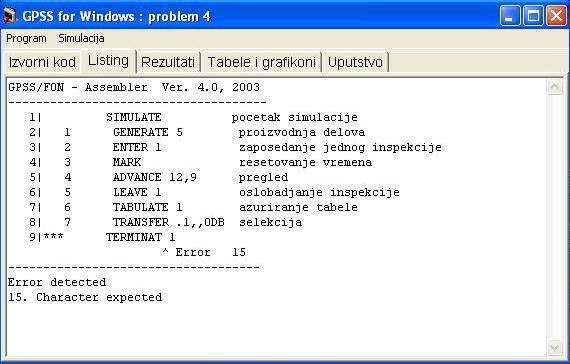 GPSS for Windows : problem 4
Program Simulacija
Izvorni kod Listing Rezultati Tabele i grafikoni Uputstvo
GPSS/FON - Assembler Ver. 4.0, 2003
-------------------------------------
1| SIMULATE pocetak simulacije
2| 1 GENERATE 5 proizvodnja delova
3| 2 ENTER 1 zaposedanje jednog inspekcije
4| 3 MARK resetovanje vremena
5| 4 ADVANCE 12,9 pregled
6| 5 LEAVE 1 oslobadjanje inspekcije
7| 6 TABULATE 1 azuriranje tabele
8| 7 TRANSFER .1,,ODB selekcija
9|*** TERMINAT 1
^ Error 15
------------------------------------
Error detected
15. Character expected